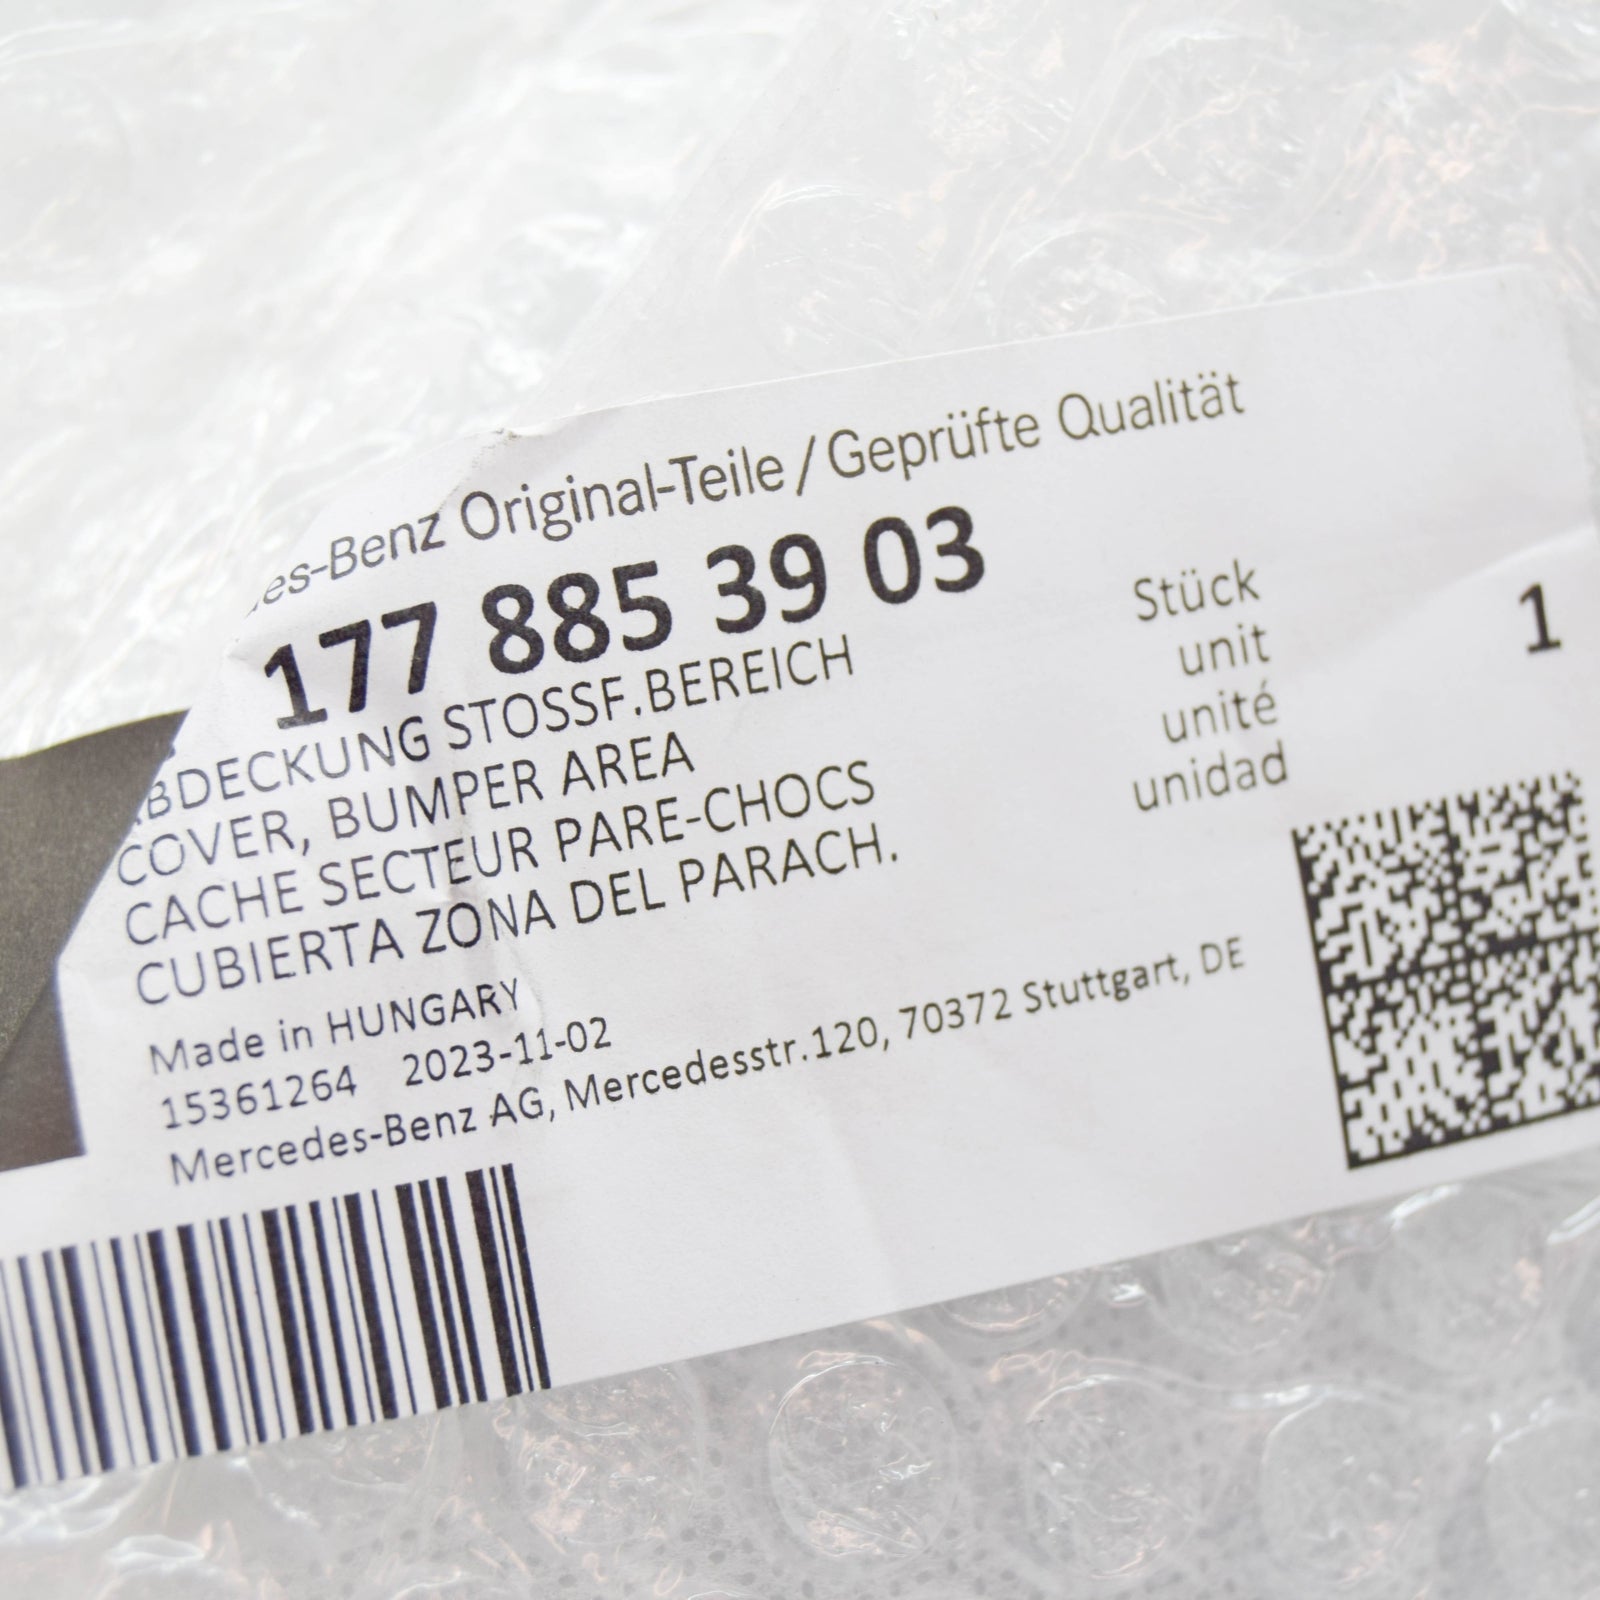 es-Benz Original-Teile / Geprüfte Qualität
177 885 39 03
BDECKUNG STOSSF.BEREICH
COVER, BUMPER AREA
CACHE SECTEUR PARE-CHOCS
CUBIERTA ZONA DEL PARACH.
Stück
unit
unité
unidad
1
Made in HUNGARY
15361264 2023-11-02
Mercedes-Benz AG, Mercedesstr.120, 70372 Stuttgart, DE